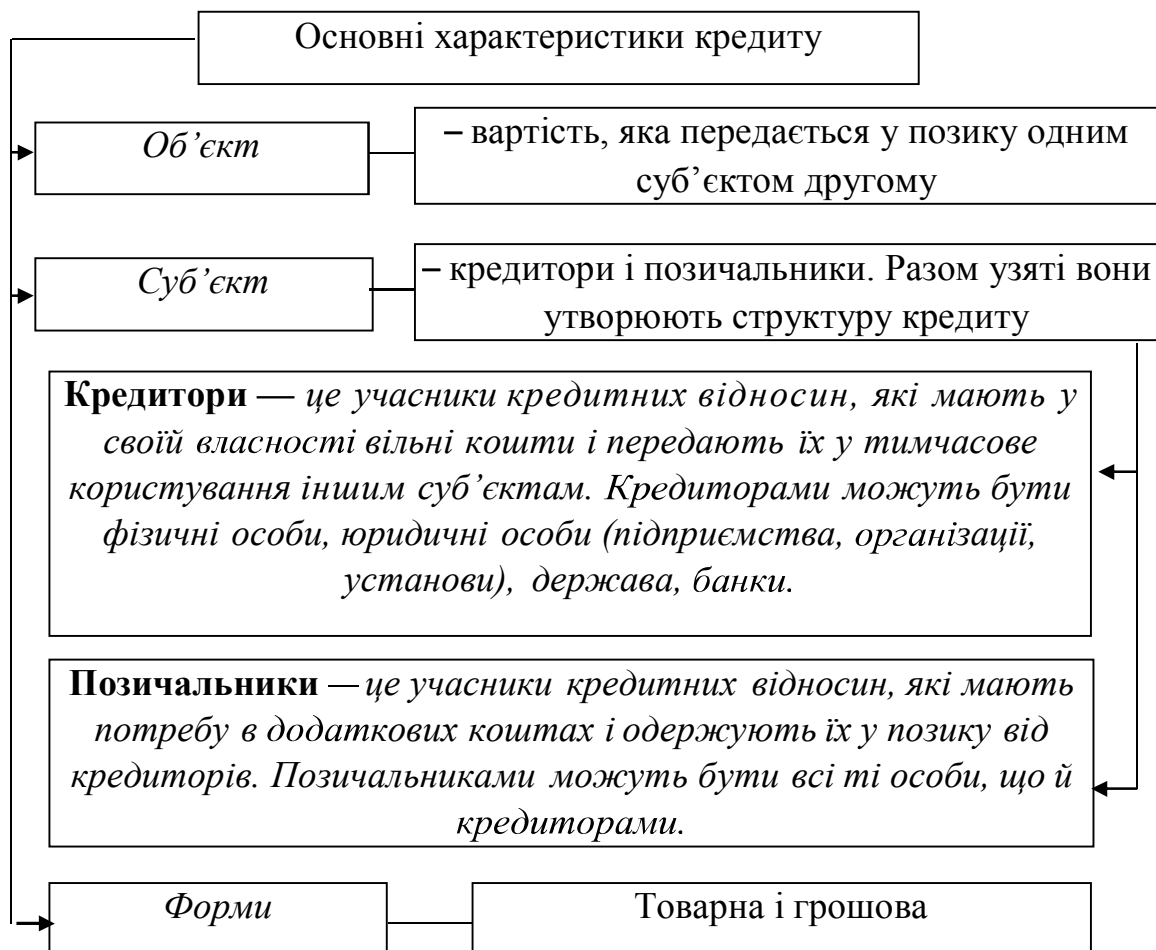 Основні характеристики кредиту
Об’єкт
– вартість, яка передається у позику одним
суб’єктом другому
Суб’єкт
– кредитори і позичальники. Разом узяті вони
утворюють структуру кредиту
Кредитори — це учасники кредитних відносин, які мають у
своїй власності вільні кошти і передають їх у тимчасове
користування іншим суб’єктам. Кредиторами можуть бути
фізичні особи, юридичні особи (підприємства, організації,
установи), держава, банки.
Позичальники — це учасники кредитних відносин, які мають
потребу в додаткових коштах і одержують їх у позику від
кредиторів. Позичальниками можуть бути всі ті особи, що й
кредиторами.
Форми
Товарна і грошова